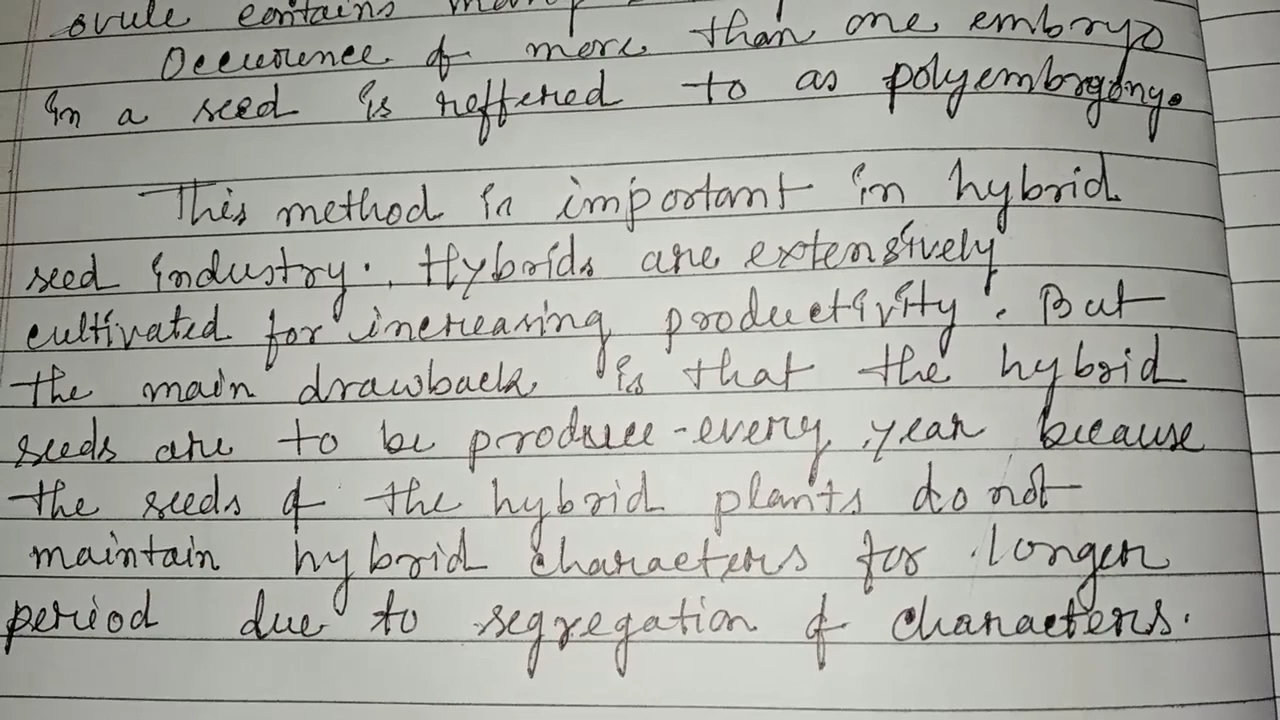 ovule contains many
Occurence of more than one embryo
in a seed is reffered to as polyembryony.
This method is important in hybrid
seed industry. Hybrids are extensively
cultivated for increasing productivity. But
the main drawback is that the hybrid
seeds are to be produce-every year because
the seeds of the hybrid plants do not
maintain hybrid characters for longer
period due to segregation of characters.